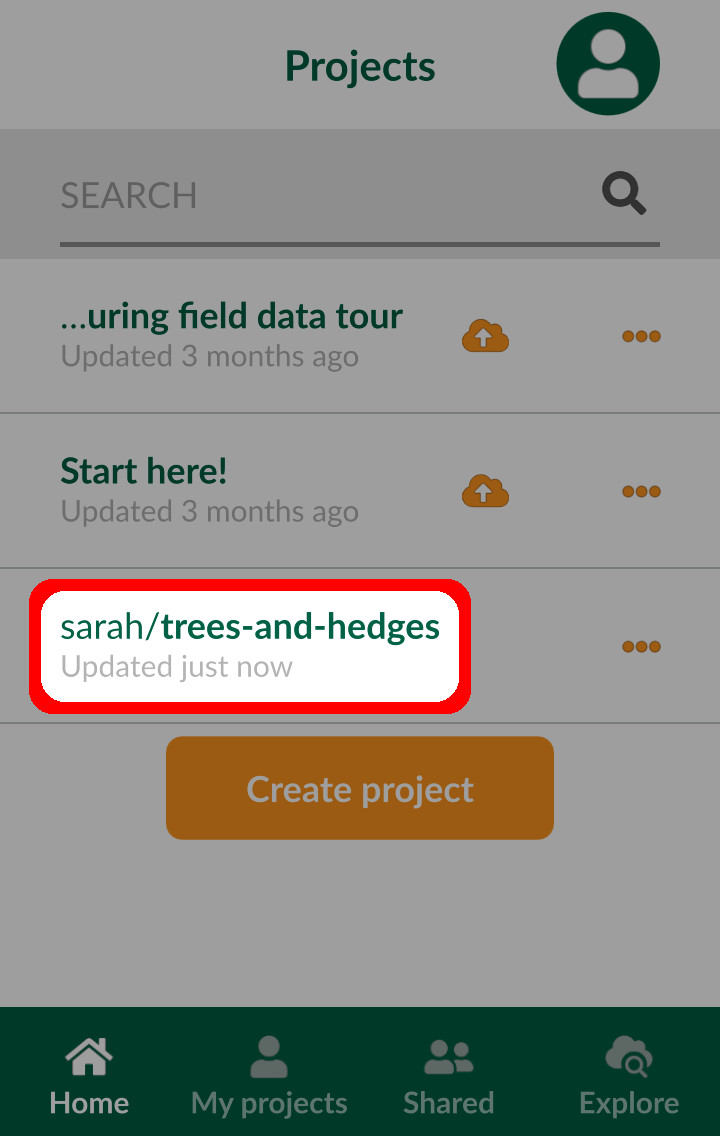 Projects
SEARCH
...uring field data tour
Updated 3 months ago
Start here!
Updated 3 months ago
sarah/trees-and-hedges
Updated just now
Create project
Home
My projects
Shared
Explore